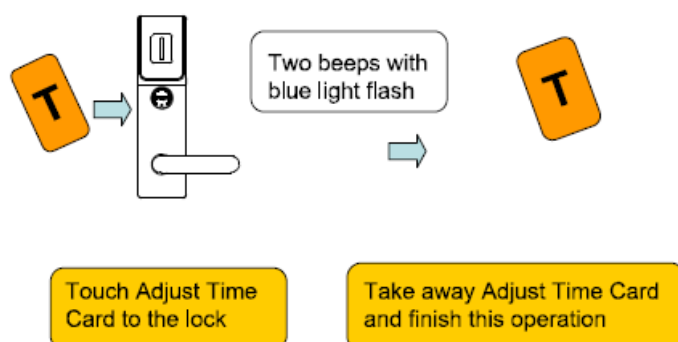 T
Two beeps with
blue light flash
T
Touch Adjust Time
Card to the lock
Take away Adjust Time Card
and finish this operation